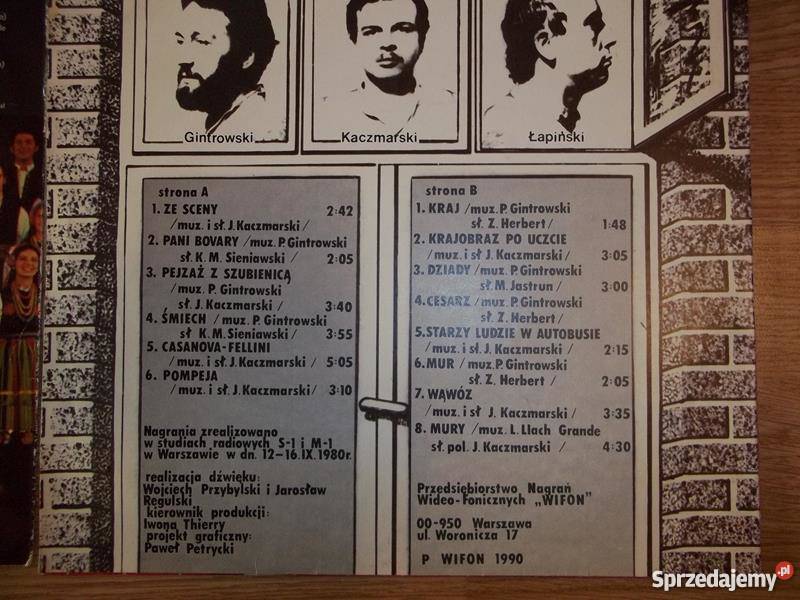 Gintrowski
Kaczmarski
Łapiński
strona A
1. ZE SCENY 2:42
/muz. i sł. J. Kaczmarski/
2. PANI BOVARY /muz. P. Gintrowski
sł. K. M. Sieniawski / 2:05
3. PEJZAŻ Z SZUBIENICĄ
/muz. P. Gintrowski
sł. J. Kaczmarski / 3:40
4. ŚMIECH / muz. P. Gintrowski
sł K. M. Sieniawski / 3:55
5. CASANOVA-FELLINI
/muz. i sł. J. Kaczmarski / 5:05
6. POMPEJA
/muz. i sł. J. Kaczmarski/ 3:10
Nagrania zrealizowano
w studiach radiowych S-1 i M-1
w Warszawie w dn. 12-16.IX.1980r.
realizacja dźwięku:
Wojciech Przybylski i Jarosław
Regulski
kierownik produkcji:
Iwona Thierry
projekt graficzny:
Paweł Petrycki
strona B
1. KRAJ /muz. P. Gintrowski
sł. Z. Herbert / 1:48
2. KRAJOBRAZ PO UCZCIE
/muz. i sł J. Kaczmarski / 3:05
3. DZIADY /muz. P. Gintrowski
sł. M. Jastrun / 3:00
4. CESARZ /muz. P. Gintrowski
sł. Z. Herbert/
5. STARZY LUDZIE W AUTOBUSIE
/muz. i sł. J. Kaczmarski / 2:15
6. MUR /muz. P. Gintrowski
sł. Z. Herbert / 2:05
7. WĄWÓZ
/muz. i sł J. Kaczmarski / 3:35
8. MURY /muz. L. Llach Grande
sł. pol. J. Kaczmarski / 4:30
Przedsiębiorstwo Nagrań
Wideo-Fonicznych „WIFON"
00-950 Warszawa
ul. Woronicza 17
P WIFON 1990
Sprzedajemy.pl